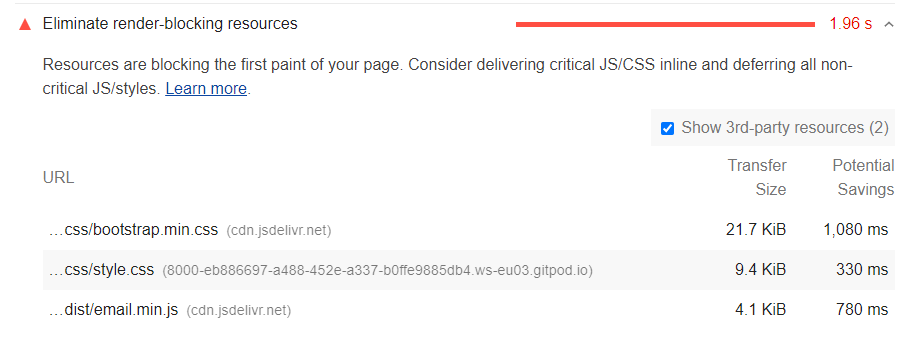 Eliminate render-blocking resources 1.96 s
Resources are blocking the first paint of your page. Consider delivering critical JS/CSS inline and deferring all non-
critical JS/styles. Learn more.
Show 3rd-party resources (2)
URL Transfer Size Potential Savings
…css/bootstrap.min.css (cdn.jsdelivr.net) 21.7 KiB 1,080 ms
…css/style.css (8000-eb886697-a488-452e-a337-b0ffe9885db4.ws-eu03.gitpod.io) 9.4 KiB 330 ms
…dist/email.min.js (cdn.jsdelivr.net) 4.1 KiB 780 ms